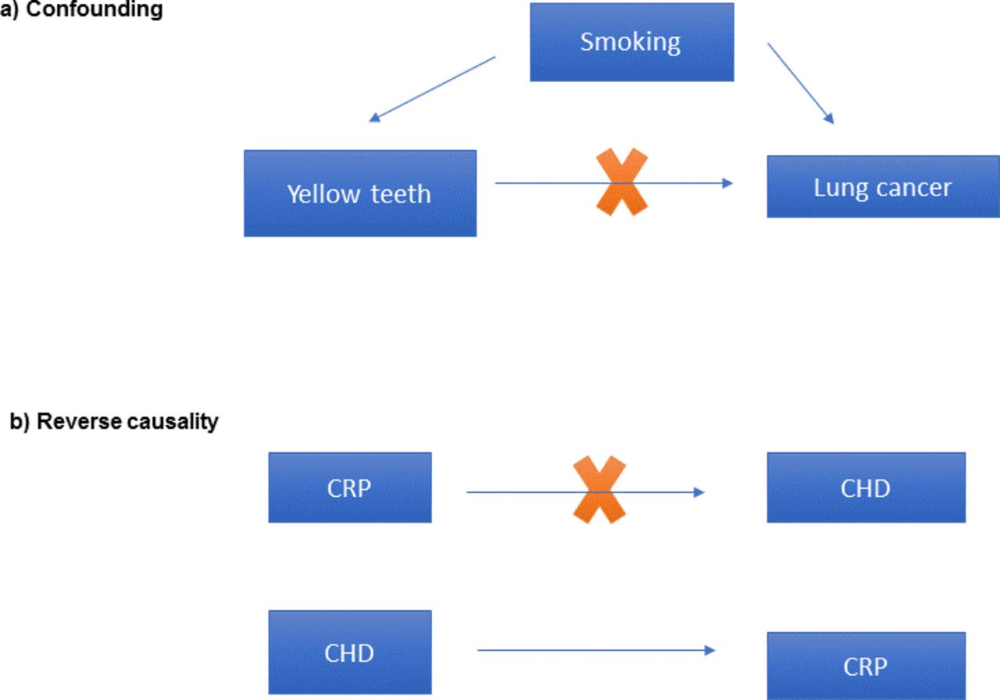 a) Confounding
Smoking
Yellow teeth
Lung cancer
b) Reverse causality
CRP
CHD
CHD
CRP